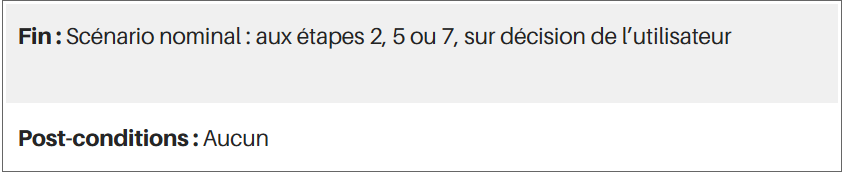 Fin : Scénario nominal : aux étapes 2, 5 ou 7, sur décision de l’utilisateur
Post-conditions : Aucun